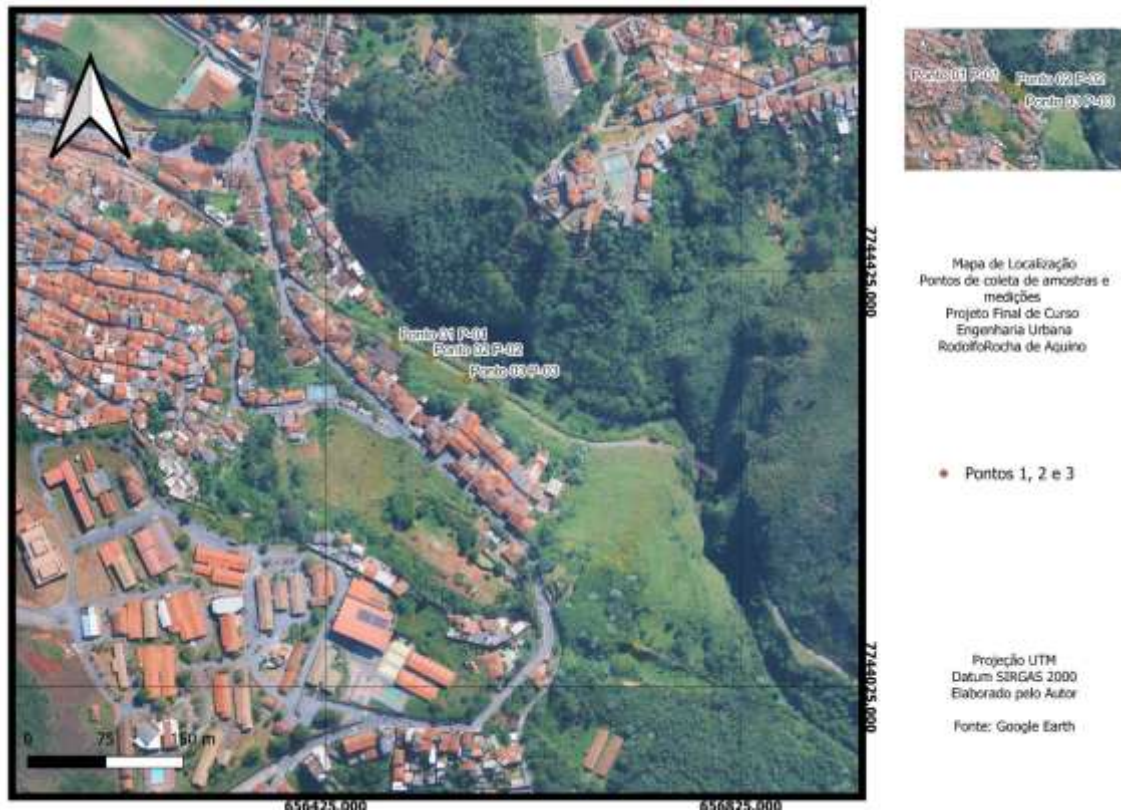 Ponto 01 P-01
Ponto 02 P-02
Ponto 03 P-03
0 75 150 m
656425.000
656825.000
7744425.000
7744025.000
Ponto 01 P-01
Ponto 02 P-02
Ponto 03 P-03
Mapa de Localização
Pontos de coleta de amostras e
medições
Projeto Final de Curso
Engenharia Urbana
RodolfoRocha de Aquino
Pontos 1, 2 e 3
Projeção UTM
Datum SIRGAS 2000
Elaborado pelo Autor
Fonte: Google Earth